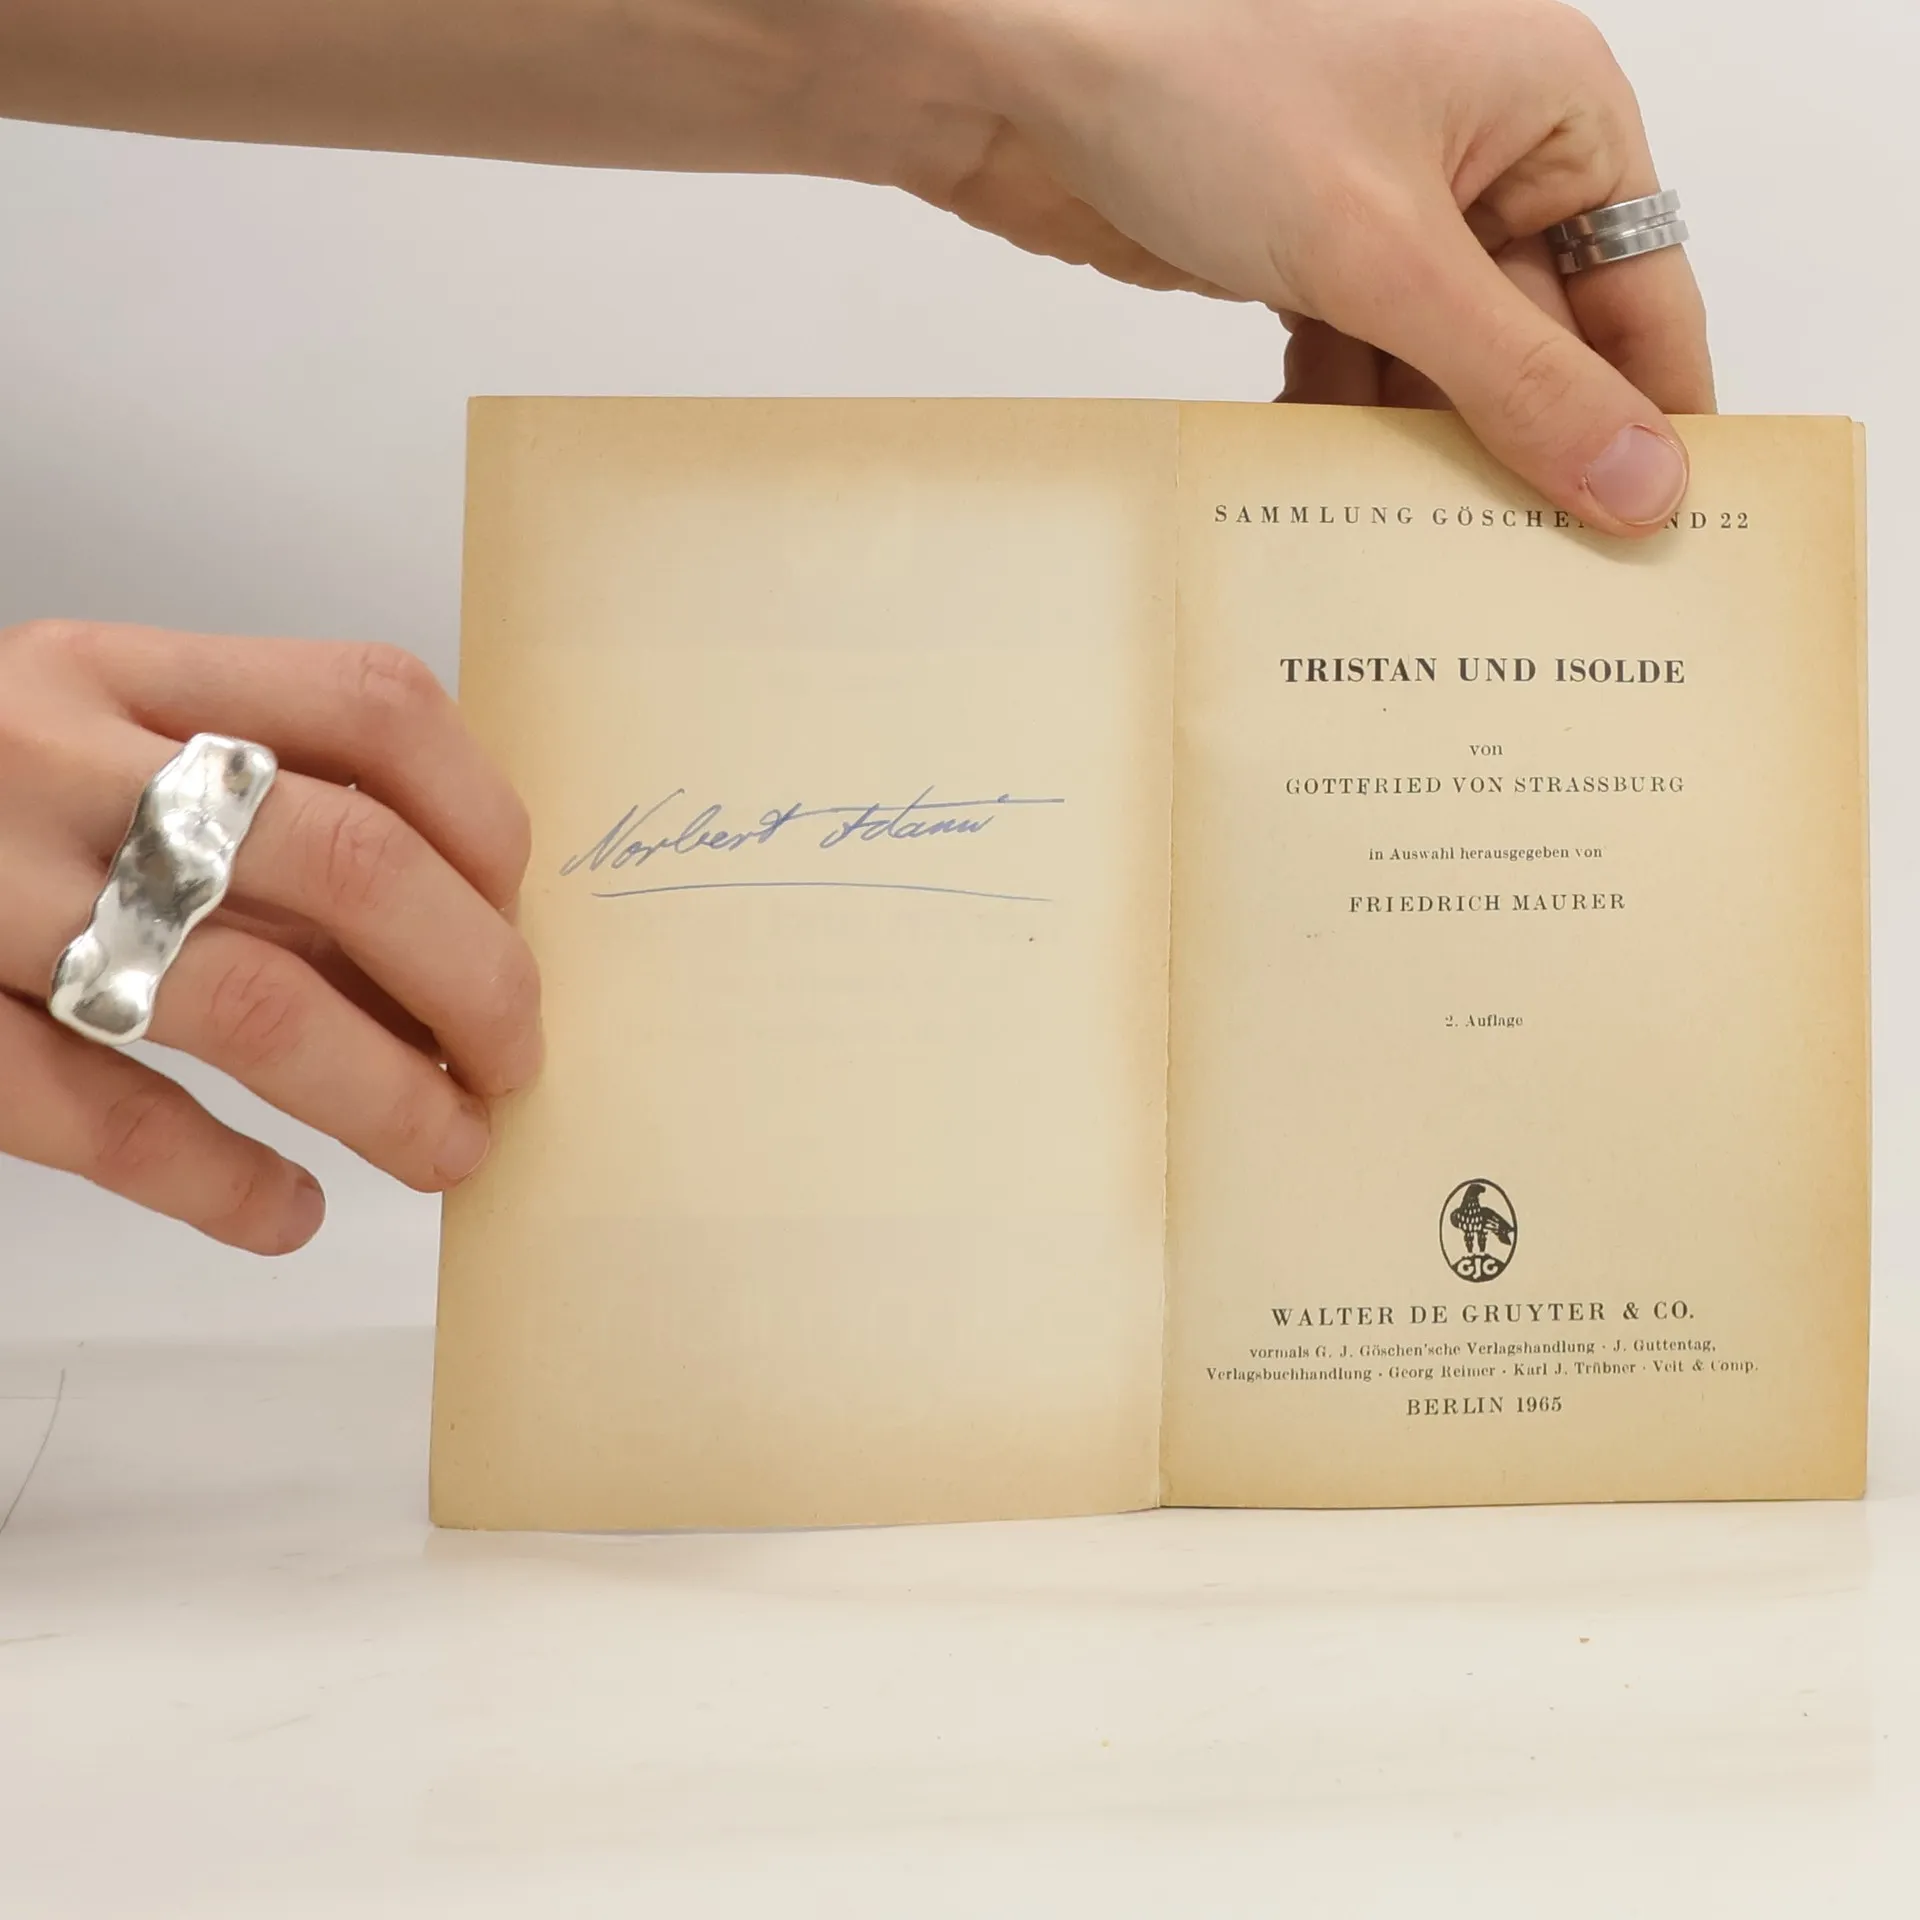 Norbert Adami
SAMMLUNG GÖSCHEN 22
TRISTAN UND ISOLDE
von
GOTTFRIED VON STRASSBURG
in Auswahl herausgegeben von
FRIEDRICH MAURER
2. Auflage
GJG
WALTER DE GRUYTER & CO.
vormals G. J. Göschen'sche Verlagshandlung · J. Guttentag,
Verlagsbuchhandlung · Georg Reimer · Karl J. Trübner · Veit & Comp.
BERLIN 1965